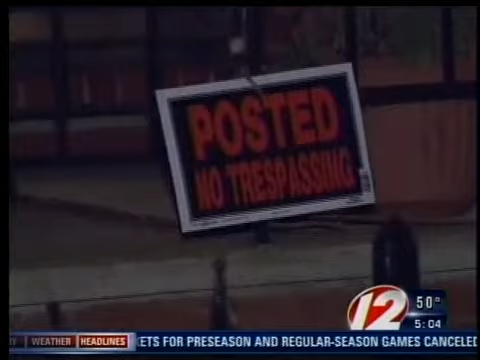 POSTED
NO TRESPASSING
12
50°
5:04
WEATHER
HEADLINES
ETS FOR PRESEASON AND REGULAR-SEASON GAMES CANCELED